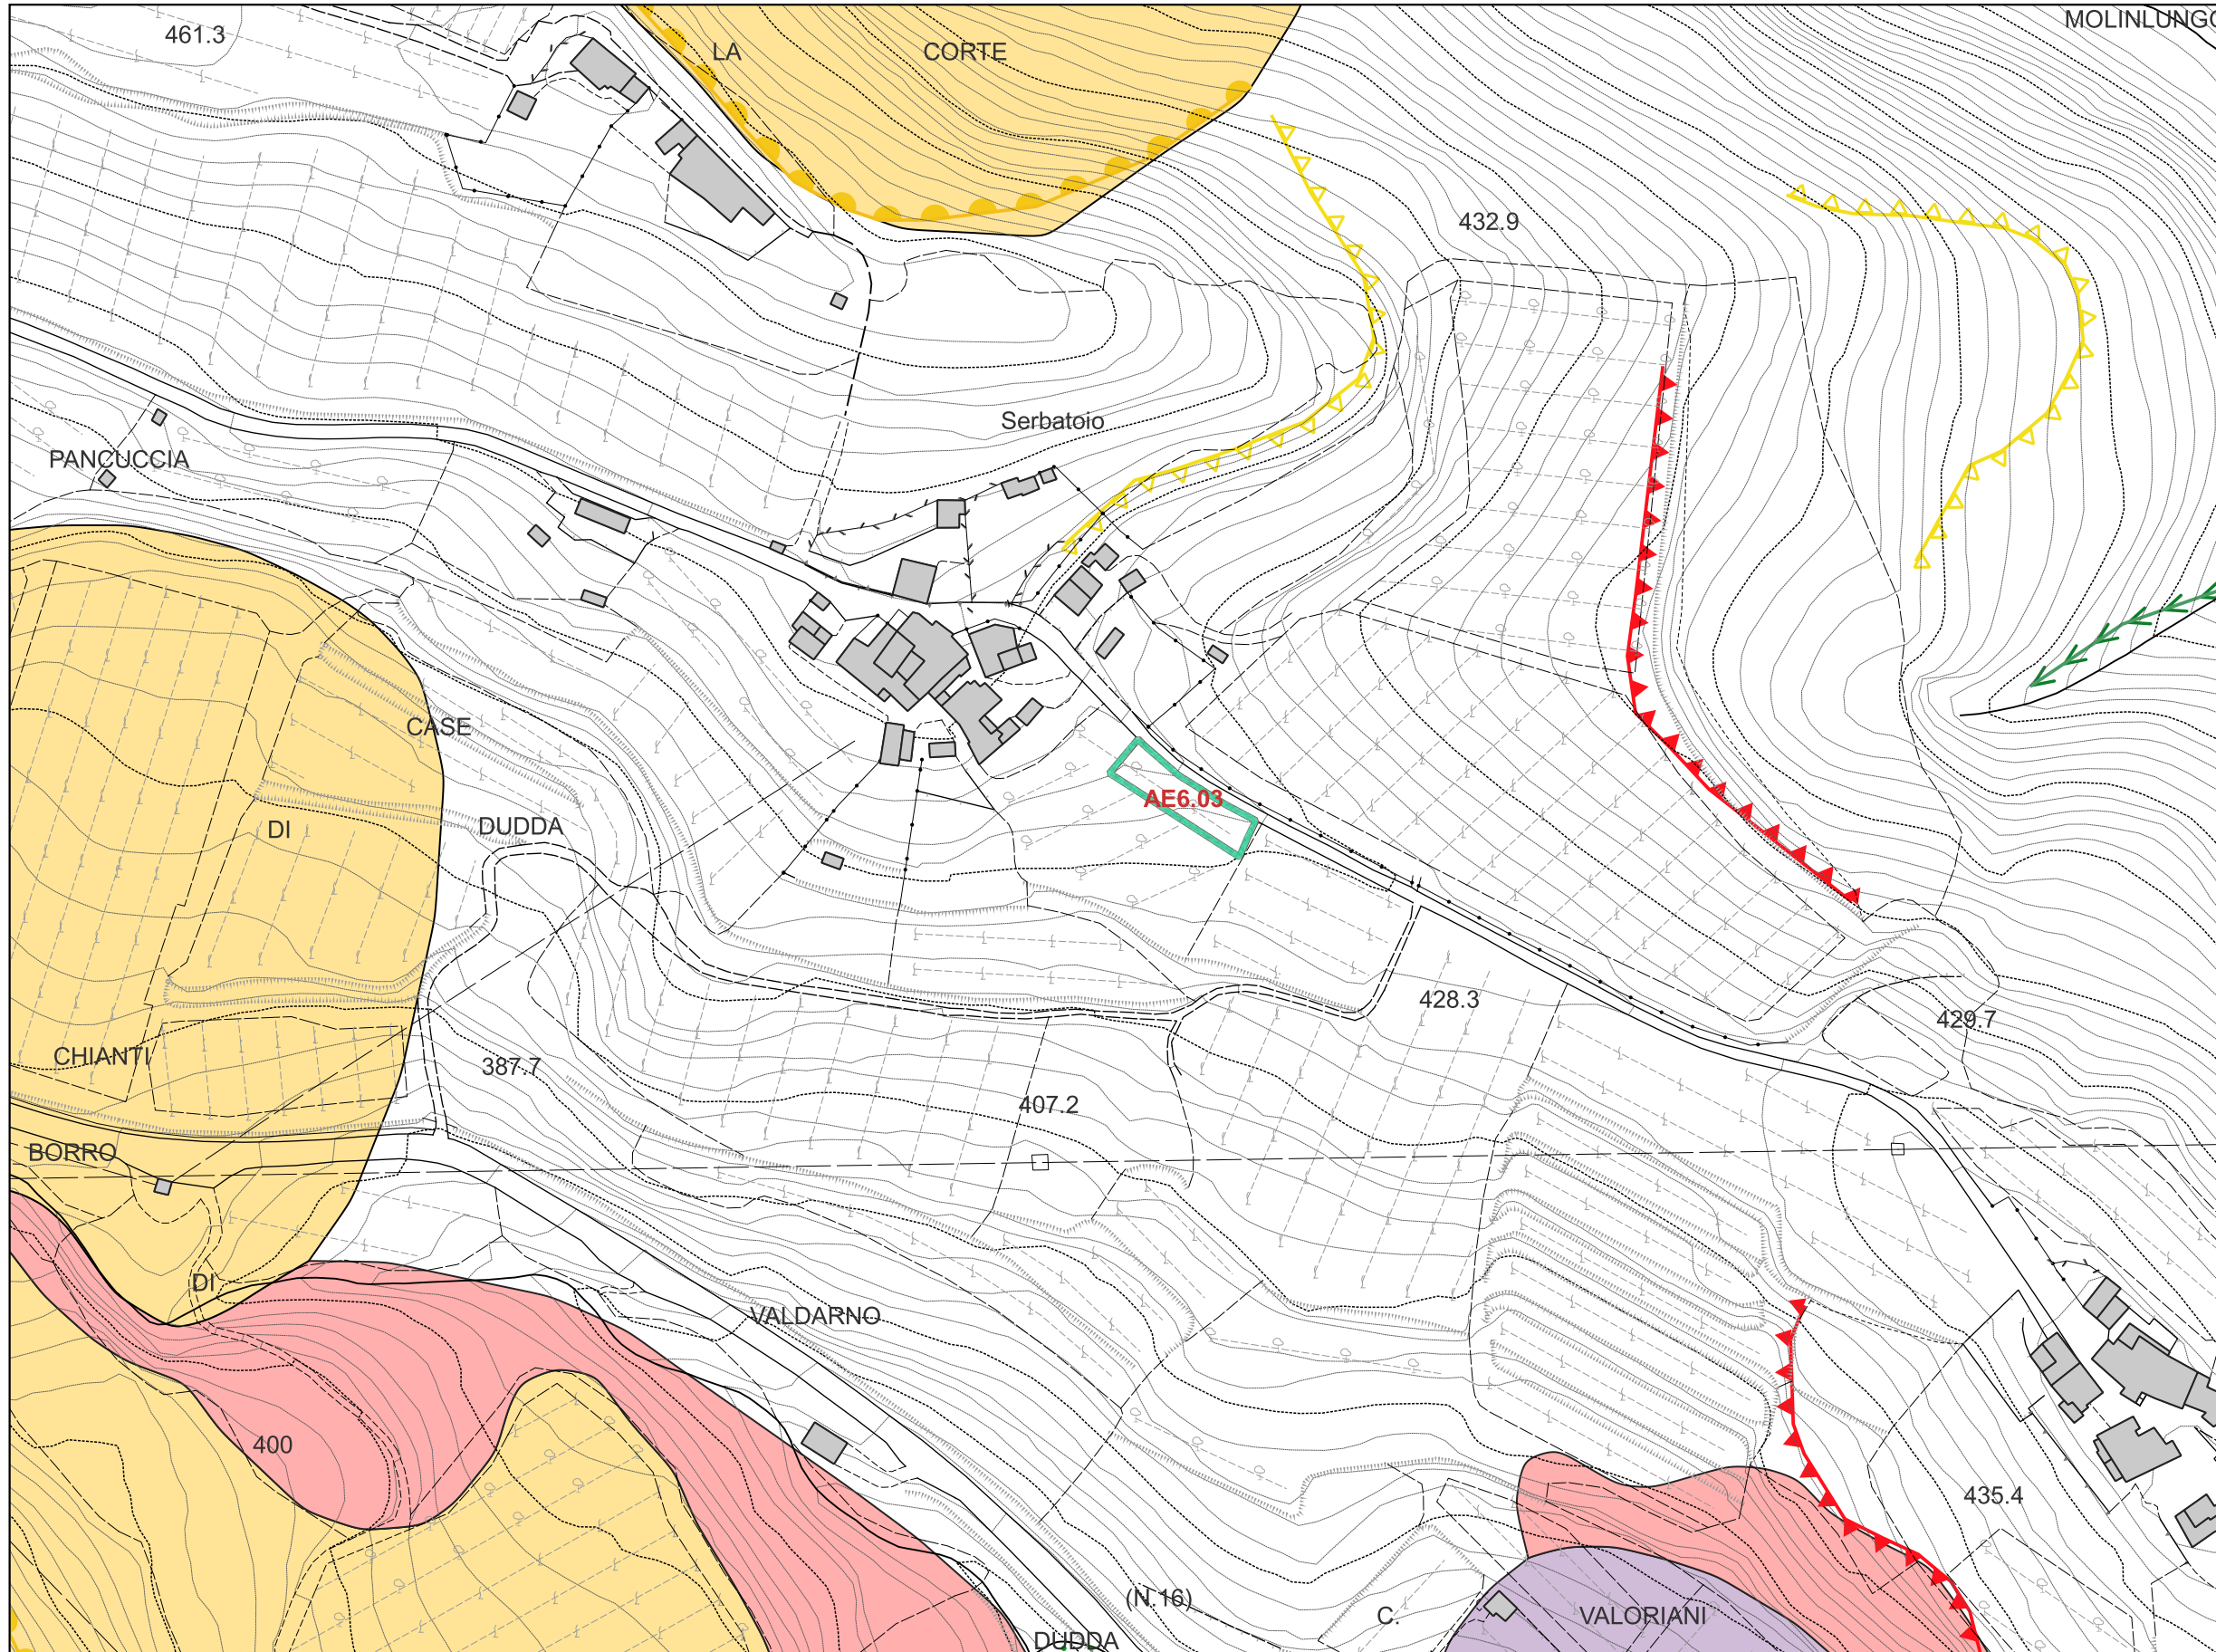 MOLINLUNGO
461.3
LA CORTE
432.9
Serbatoio
PANCUCCIA
CASE
DI
DUDDA
AE6.03
CHIANTI
387.7
428.3
429.7
407.2
BORRO
DI
VALDARNO
400
435.4
(N.16)
C. VALORIANI
DUDDA